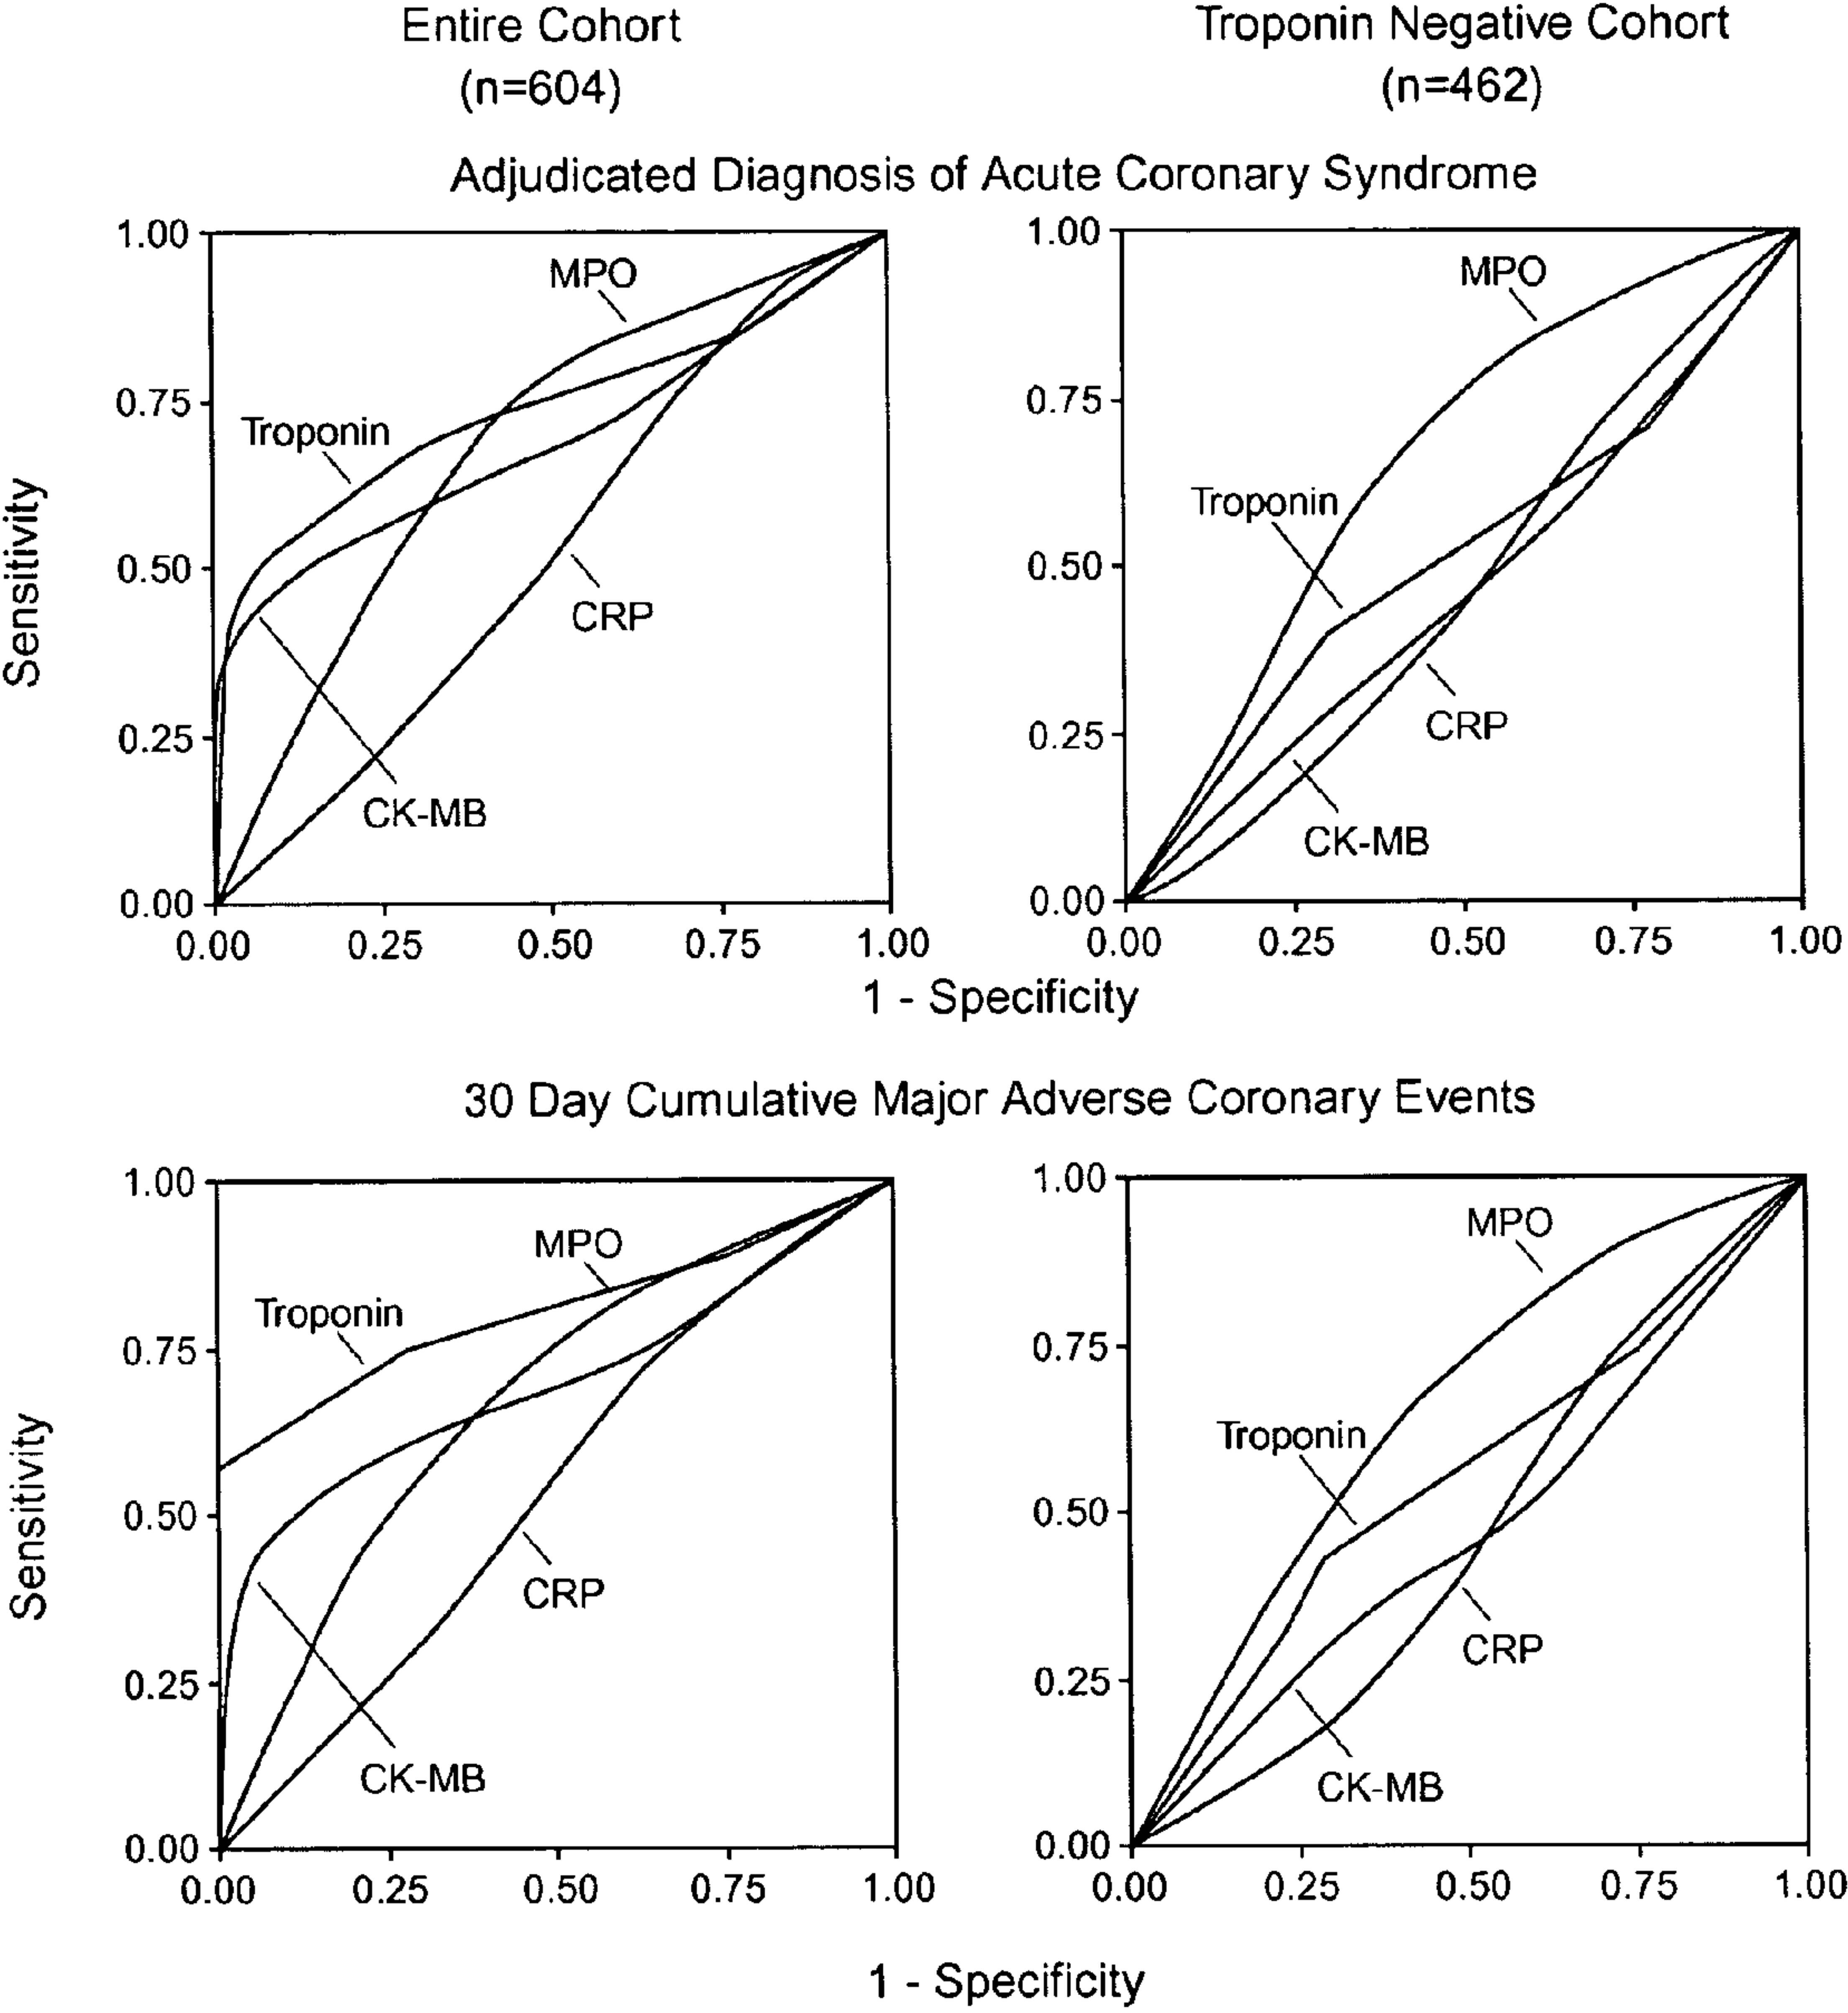 Entire Cohort
(n=604)
Troponin Negative Cohort
(n=462)
Adjudicated Diagnosis of Acute Coronary Syndrome
Sensitivity
1.00
0.75
0.50
0.25
0.00
MPO
Troponin
CRP
CK-MB
0.00 0.25 0.50 0.75 1.00
1.00
0.75
0.50
0.25
0.00
MPO
Troponin
CRP
CK-MB
0.00 0.25 0.50 0.75 1.00
1 - Specificity
30 Day Cumulative Major Adverse Coronary Events
Sensitivity
1.00
0.75
0.50
0.25
0.00
MPO
Troponin
CRP
CK-MB
0.00 0.25 0.50 0.75 1.00
1.00
0.75
0.50
0.25
0.00
MPO
Troponin
CRP
CK-MB
0.00 0.25 0.50 0.75 1.00
1 - Specificity